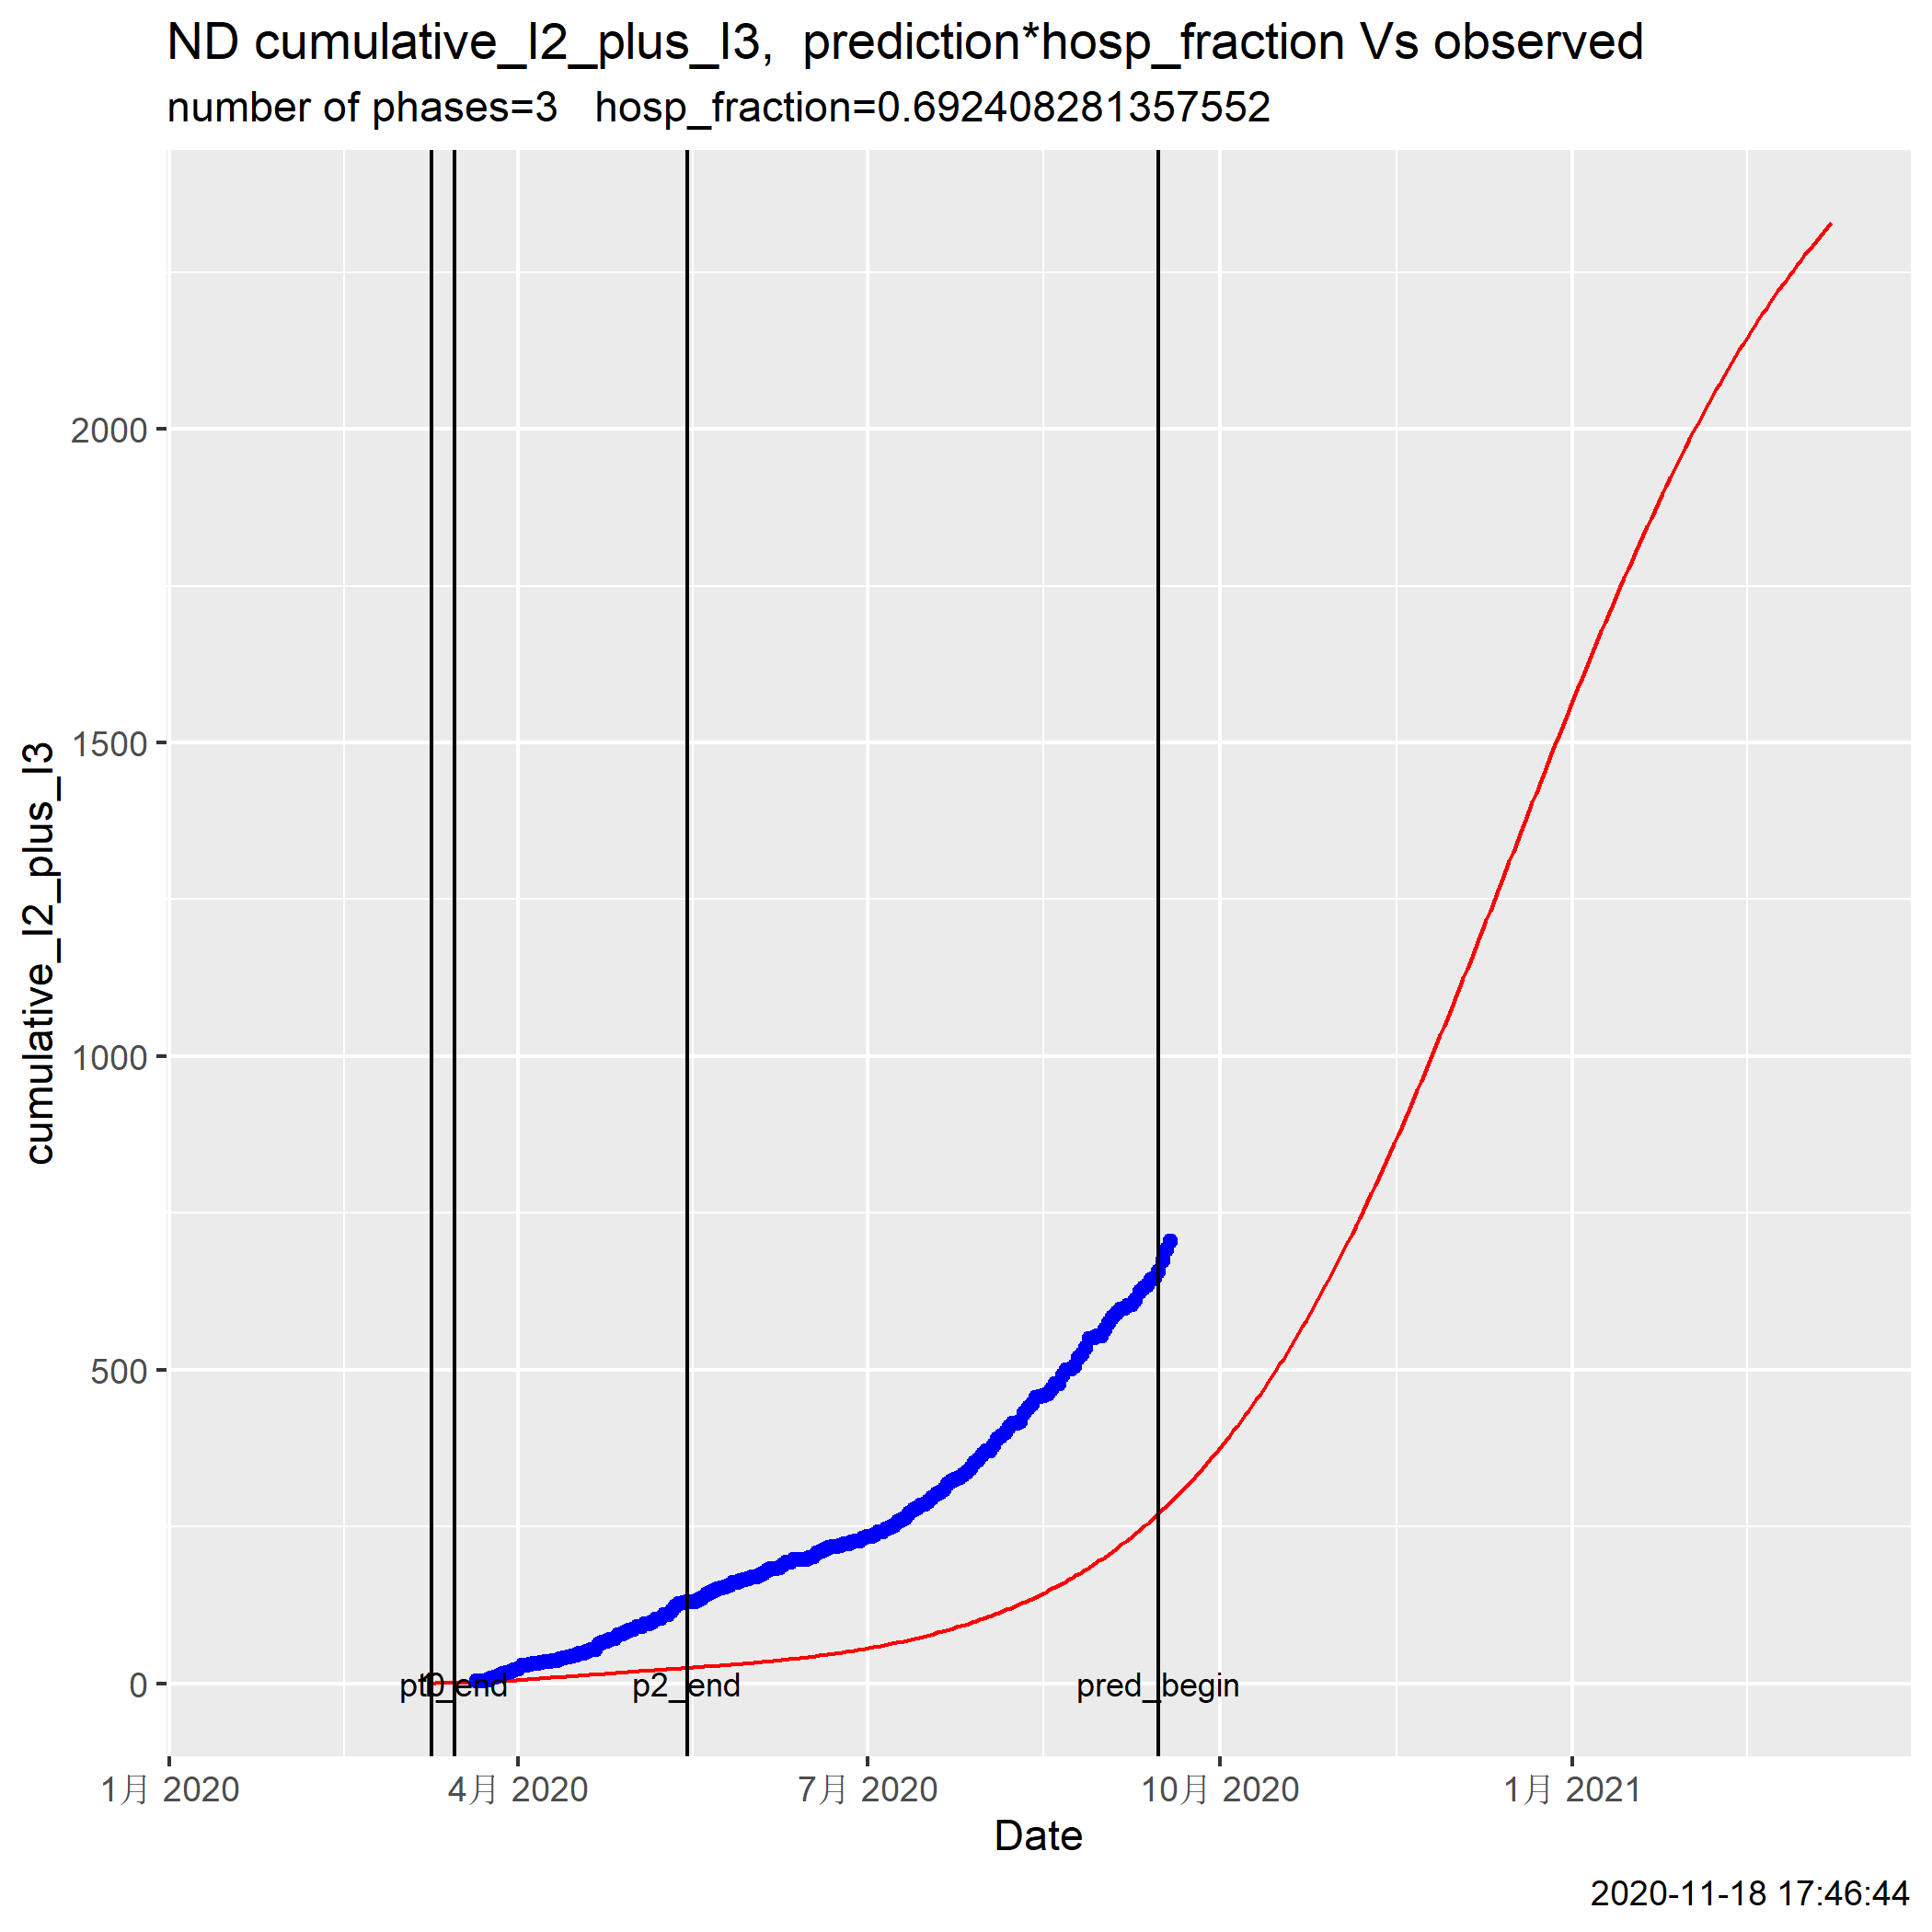 ND cumulative_I2_plus_I3,  prediction*hosp_fraction Vs observed
number of phases=3   hosp_fraction=0.692408281357552
cumulative_I2_plus_I3
2000
1500
1000
500
0
p2_end
pred_begin
1月 2020
4月 2020
7月 2020
10月 2020
1月 2021
Date
2020-11-18 17:46:44